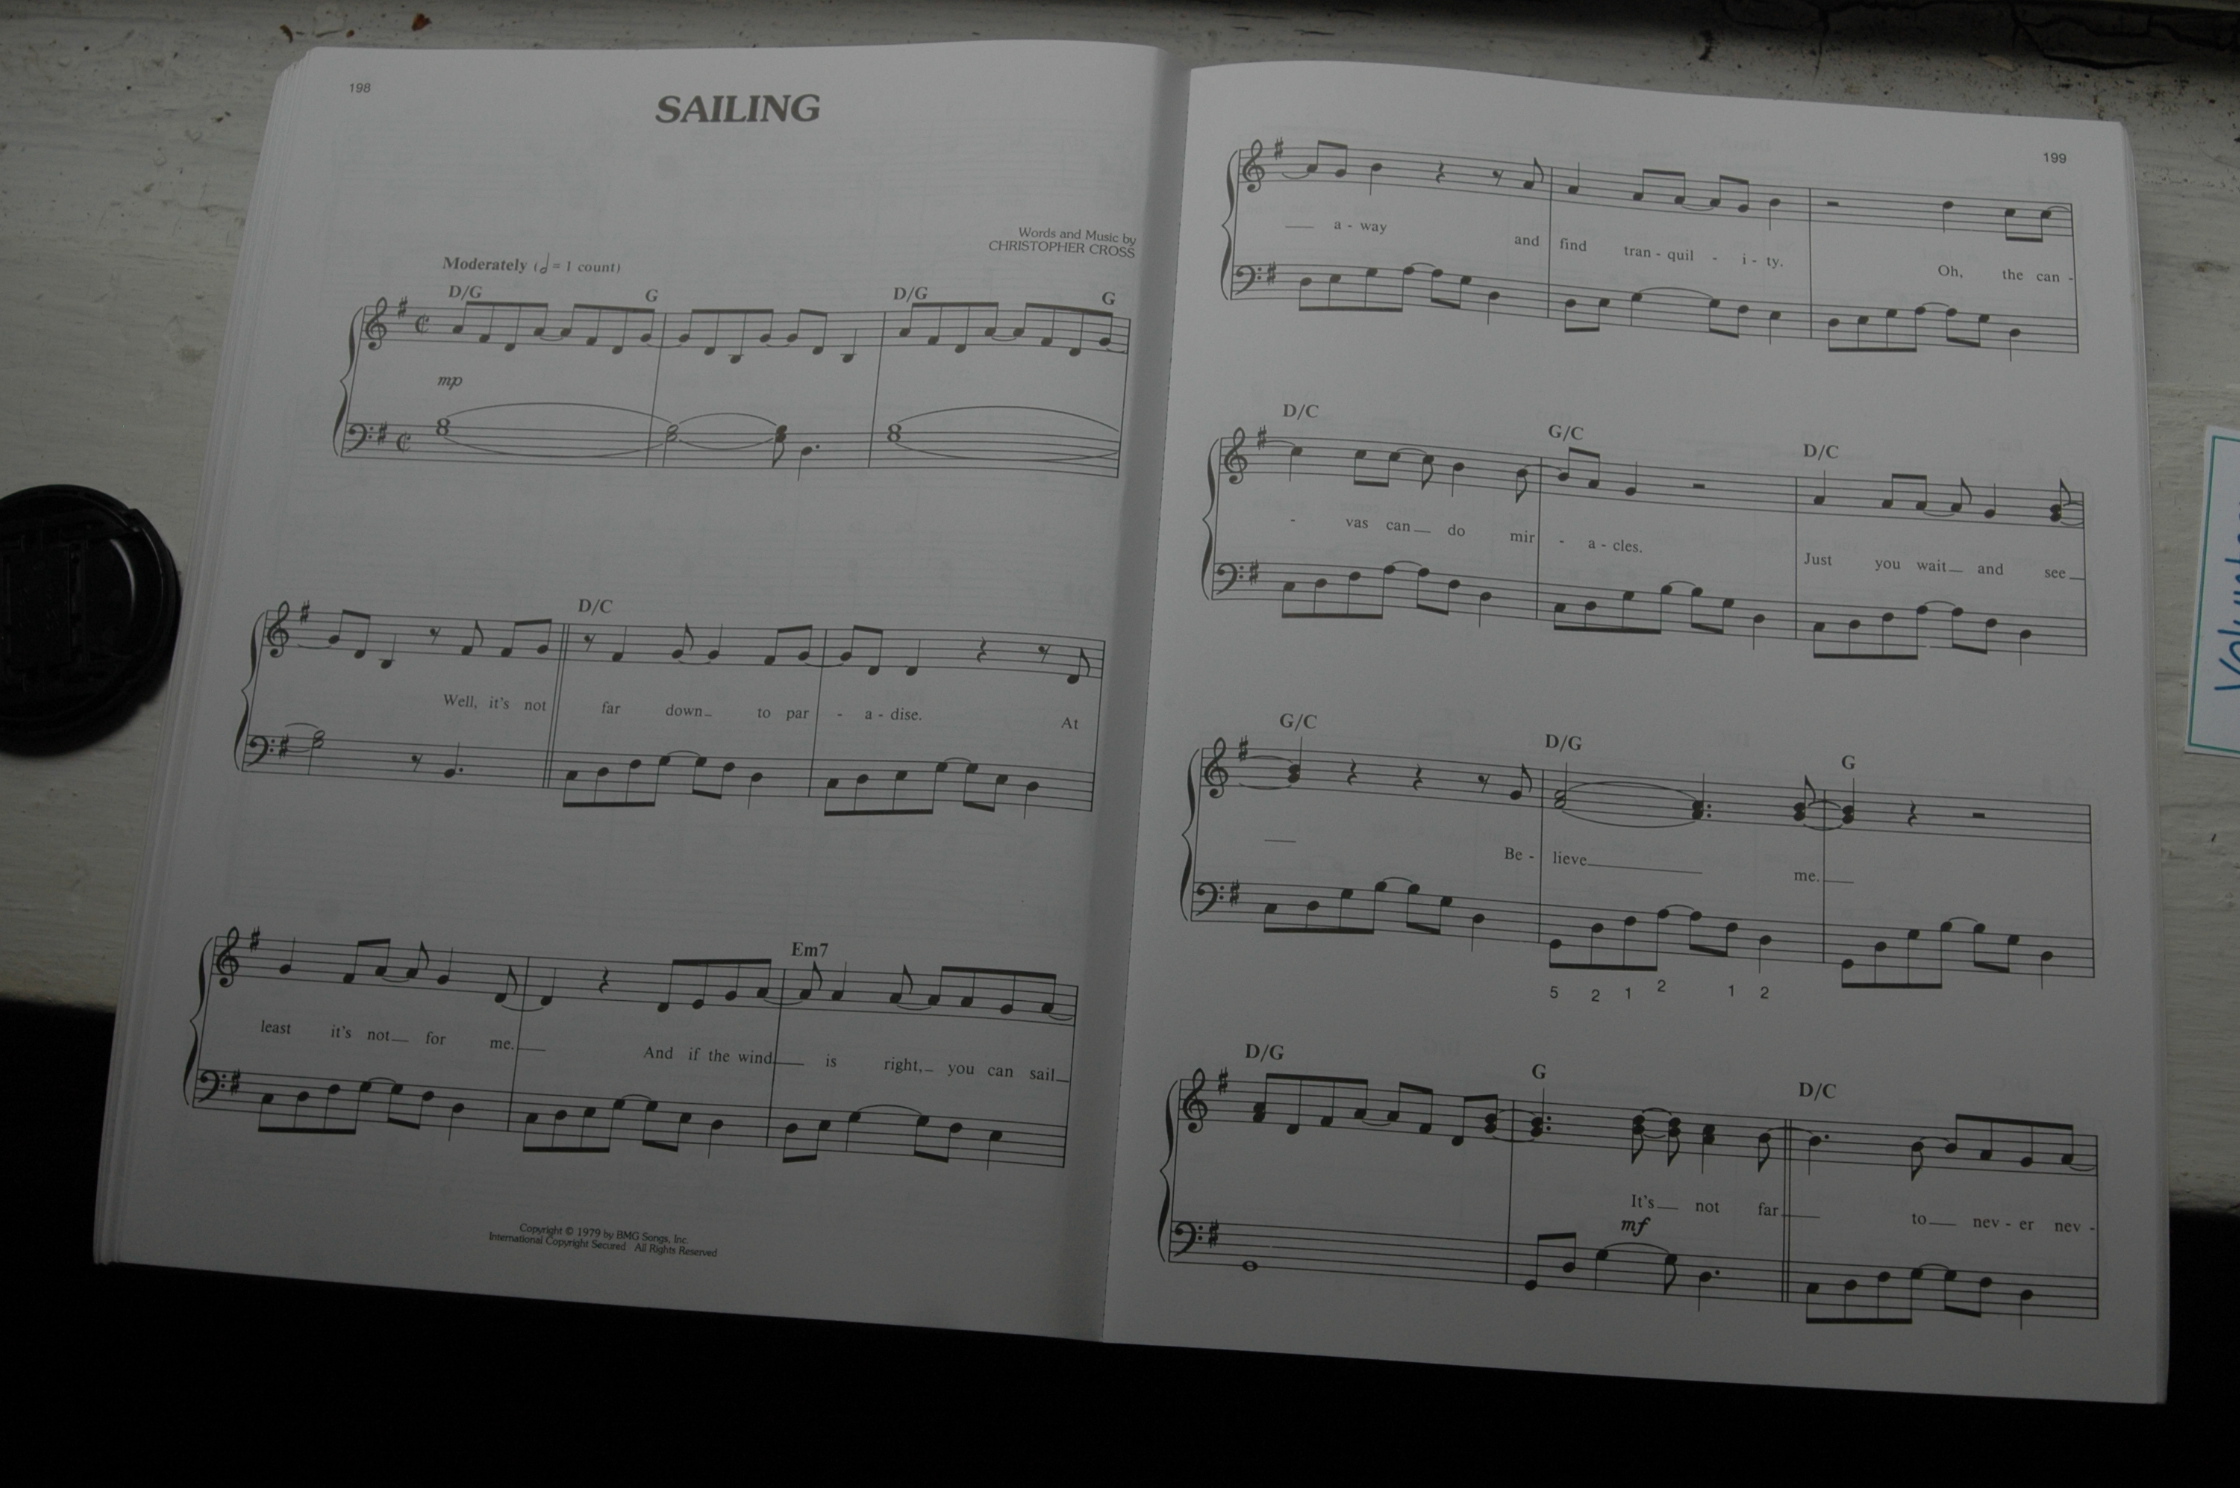 198
SAILING
Words and Music by
CHRISTOPHER CROSS
Moderately (𝅗𝅥 = 1 count)
D/G G D/G G
mp
D/C
Well, it's not far down to par - a - dise. At
Em7
least it's not for me. And if the wind is right, you can sail
Copyright © 1979 by BMG Songs, Inc.
International Copyright Secured All Rights Reserved
199
a - way and find tran - quil - i - ty. Oh, the can -
D/C G/C D/C
- vas can do mir - a - cles. Just you wait and see
G/C D/G G
Be - lieve me.
5 2 1 2 1 2
D/G G D/C
It's not far to nev - er nev -
mf